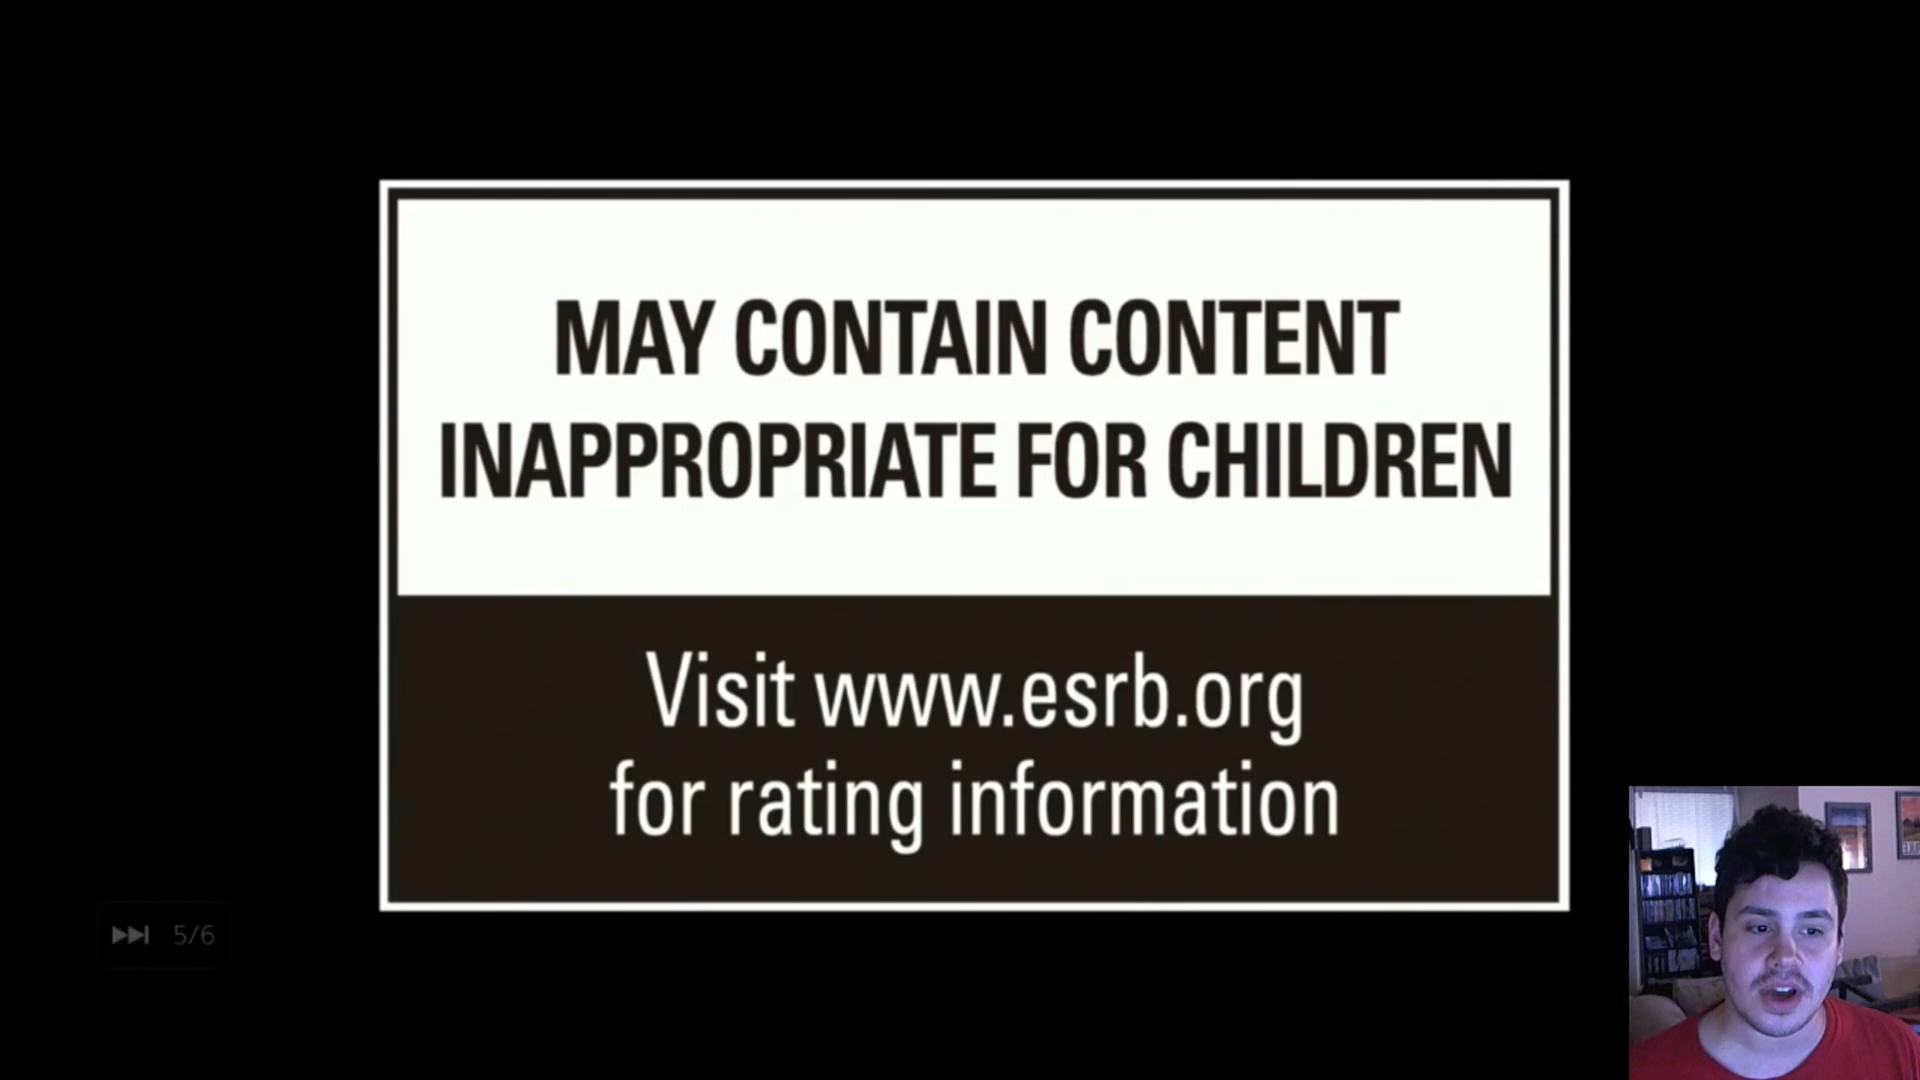 MAY CONTAIN CONTENT
INAPPROPRIATE FOR CHILDREN
Visit www.esrb.org
for rating information
5/6